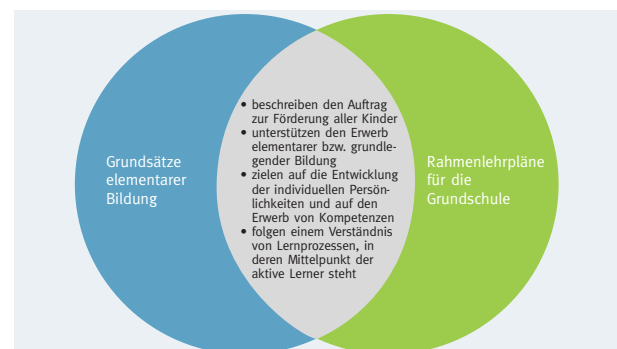 Grundsätze
elementarer
Bildung
• beschreiben den Auftrag
zur Förderung aller Kinder
• unterstützen den Erwerb
elementarer bzw. grundle-
gender Bildung
• zielen auf die Entwicklung
der individuellen Persön-
lichkeiten und auf den
Erwerb von Kompetenzen
• folgen einem Verständnis
von Lernprozessen, in
deren Mittelpunkt der
aktive Lerner steht
Rahmenlehrpläne
für die
Grundschule